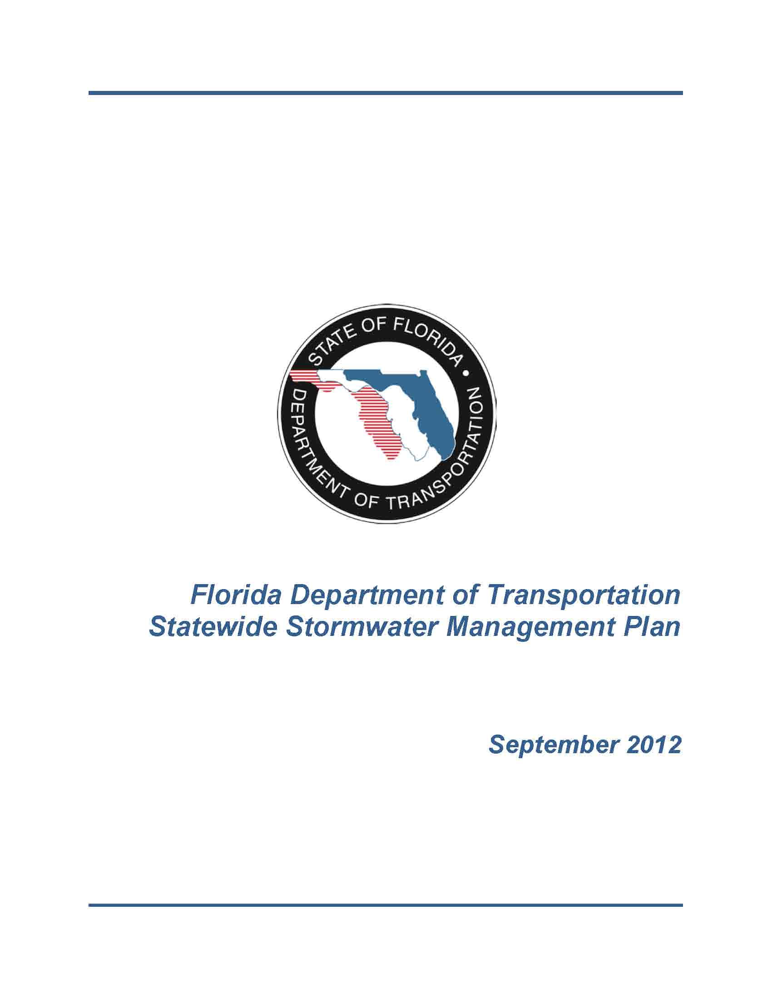 STATE OF FLORIDA • DEPARTMENT OF TRANSPORTATION
Florida Department of Transportation
Statewide Stormwater Management Plan
September 2012